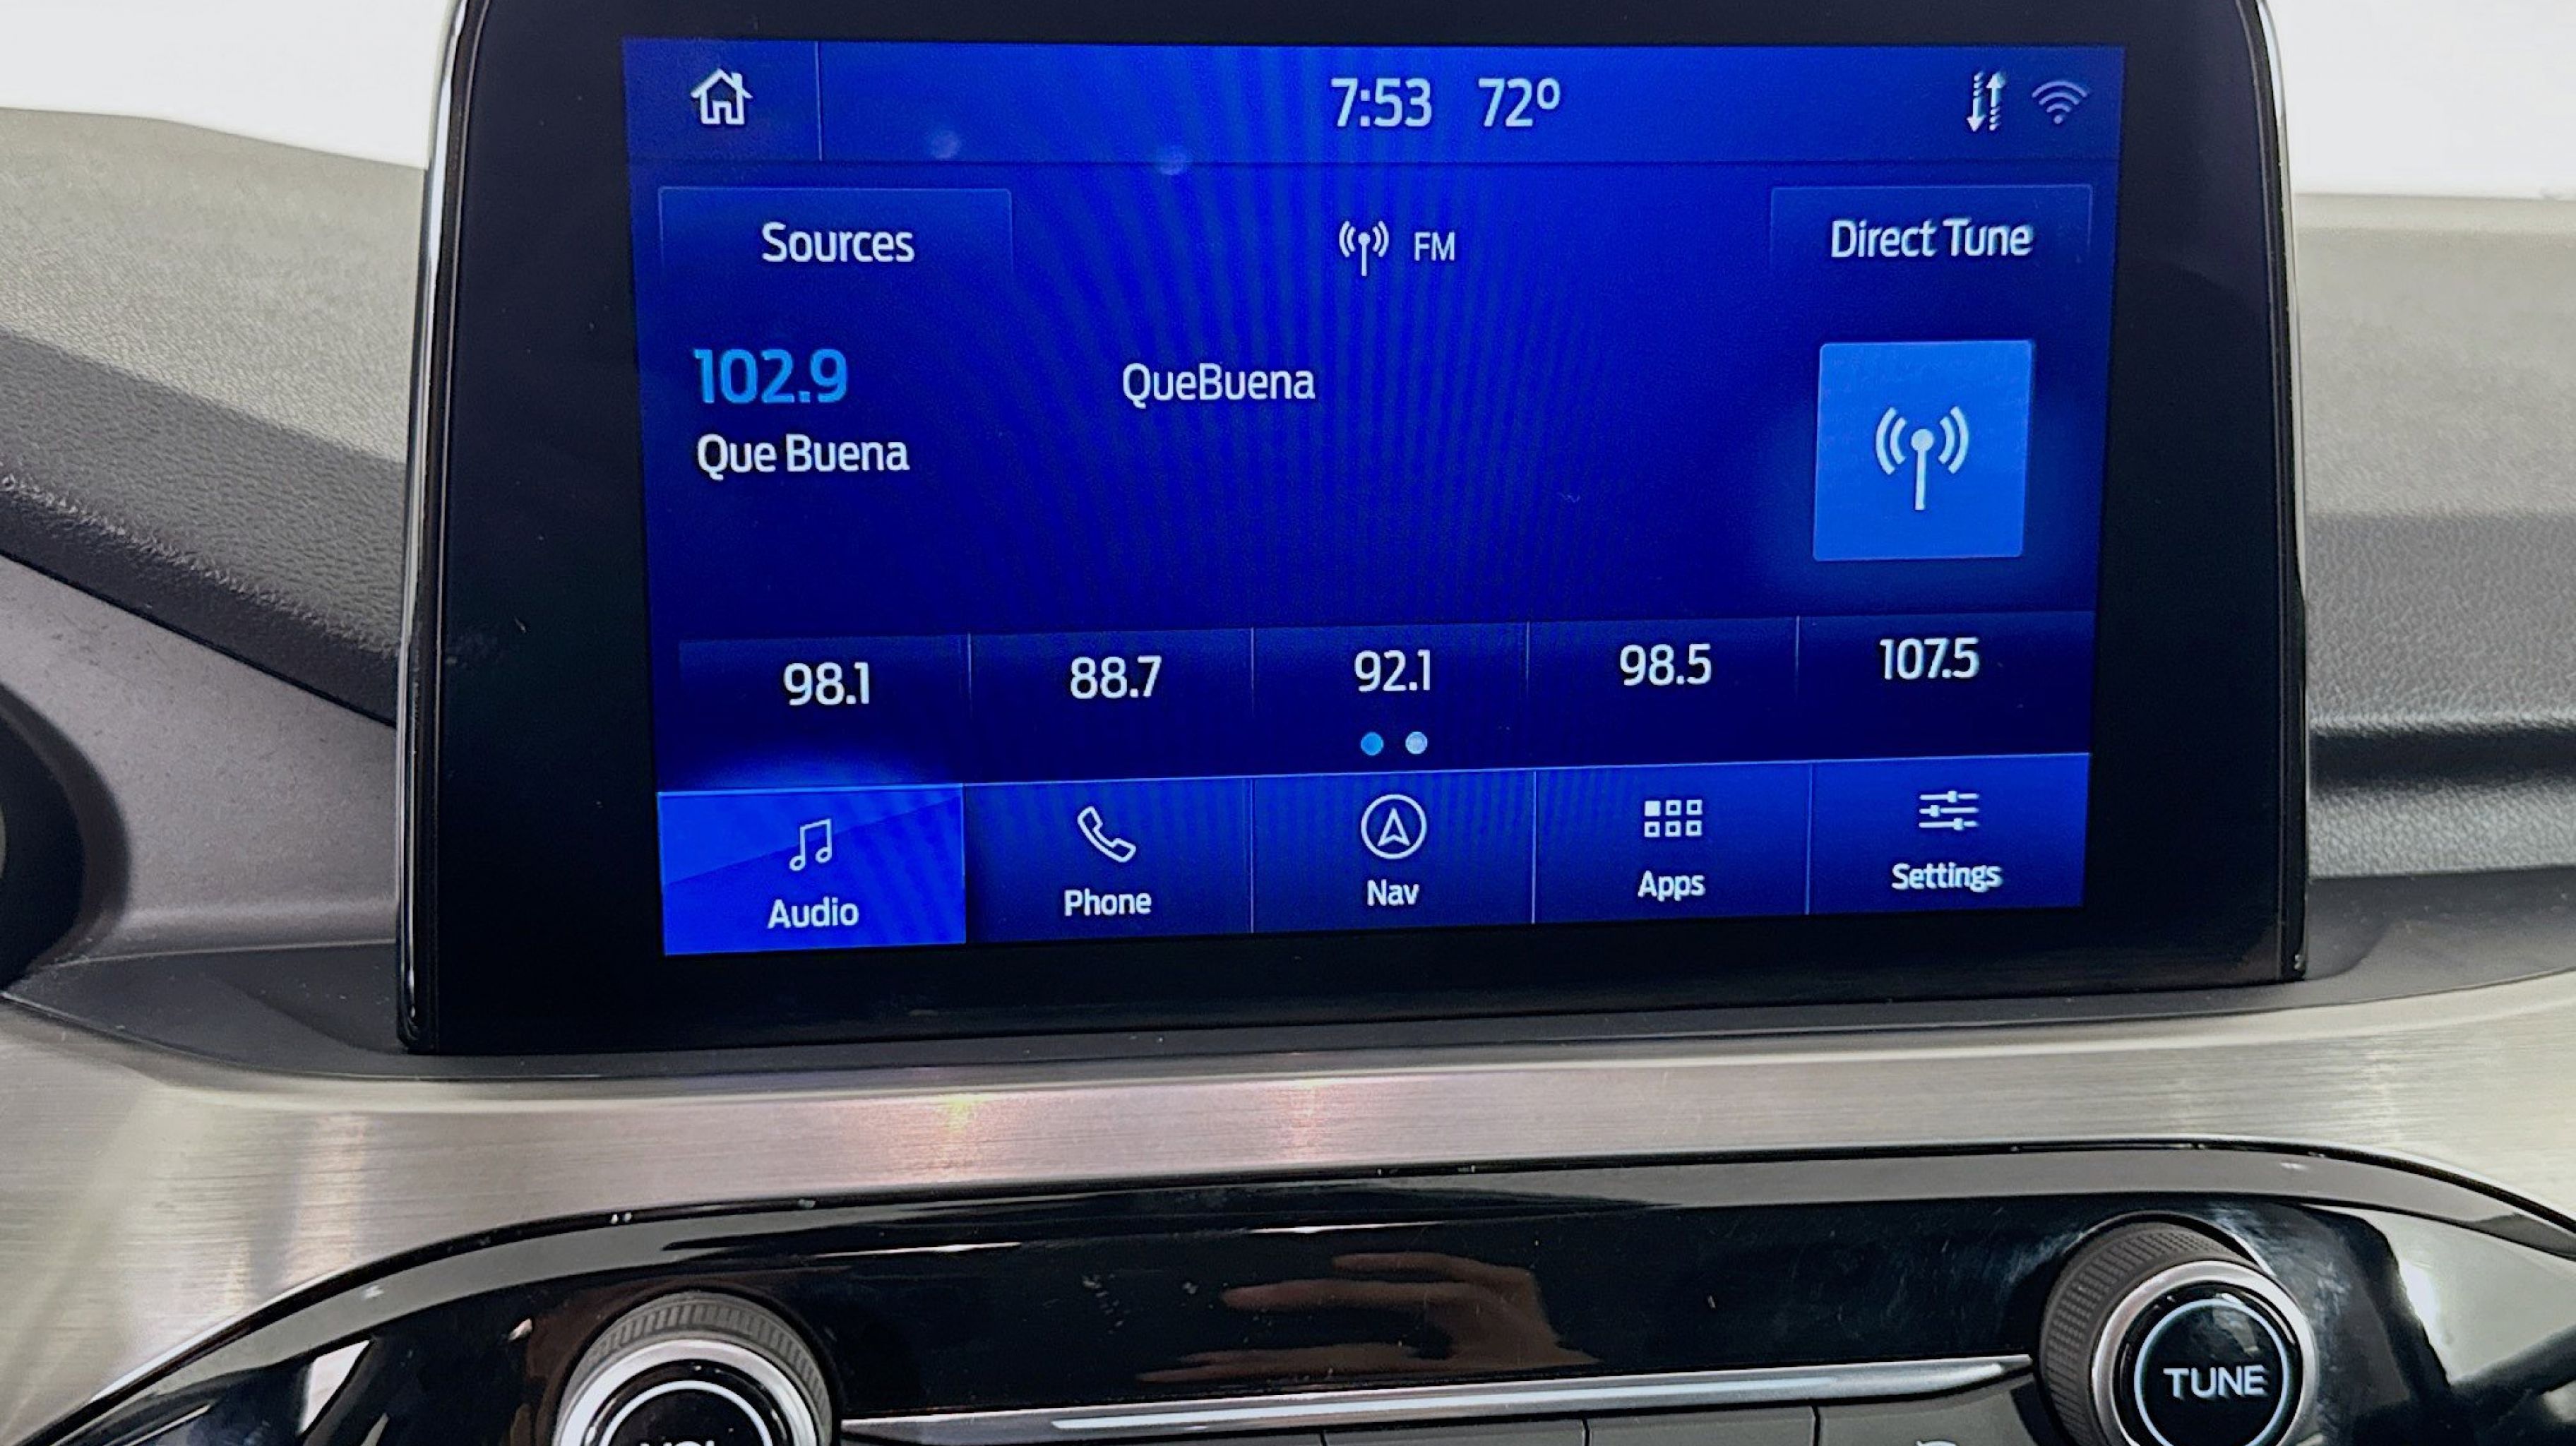 7:53 72°
Sources
FM
Direct Tune
102.9
QueBuena
Que Buena
98.1
88.7
92.1
98.5
107.5
Audio
Phone
Nav
Apps
Settings
TUNE